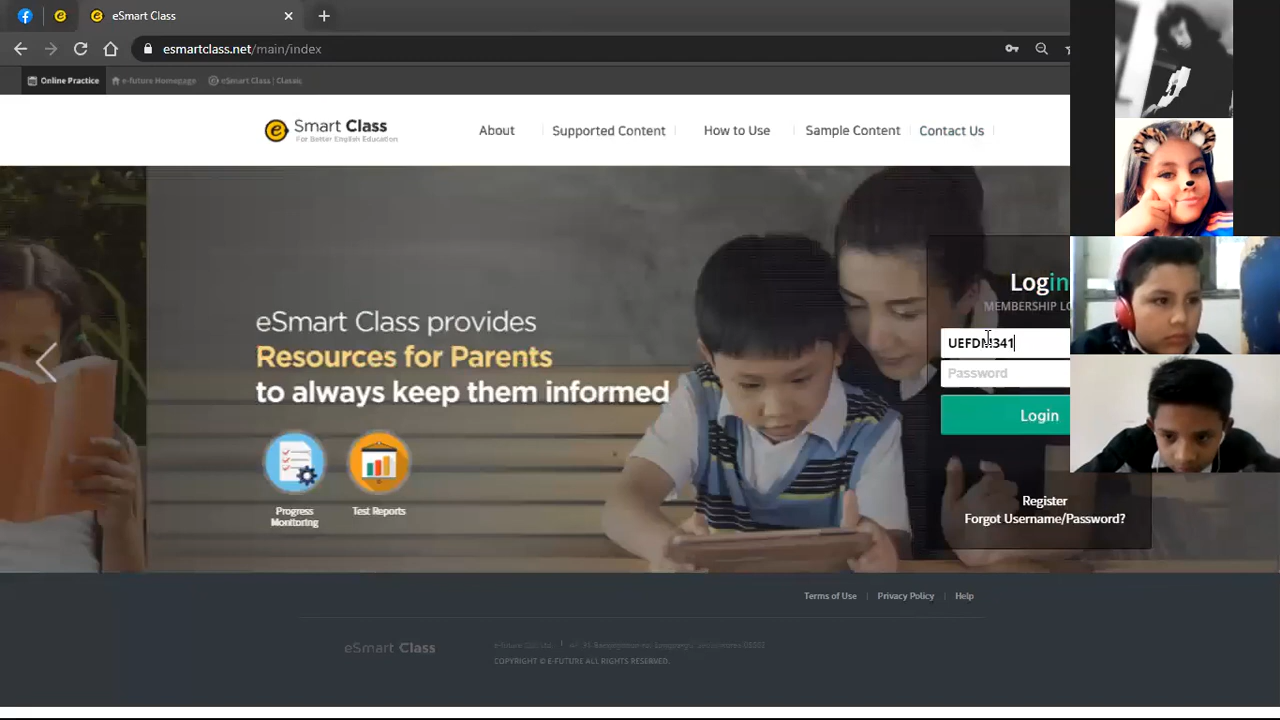 eSmart Class
esmartclass.net/main/index
Online Practice
e-future Homepage
eSmart Class | Classes
e Smart Class
For Better English Education
About
Supported Content
How to Use
Sample Content
Contact Us
eSmart Class provides
Resources for Parents
to always keep them informed
Progress
Monitoring
Test Reports
Login
MEMBERSHIP LO
Password
Login
Register
Forgot Username/Password?
Terms of Use
Privacy Policy
Help
eSmart Class
COPYRIGHT © E-FUTURE ALL RIGHTS RESERVED.